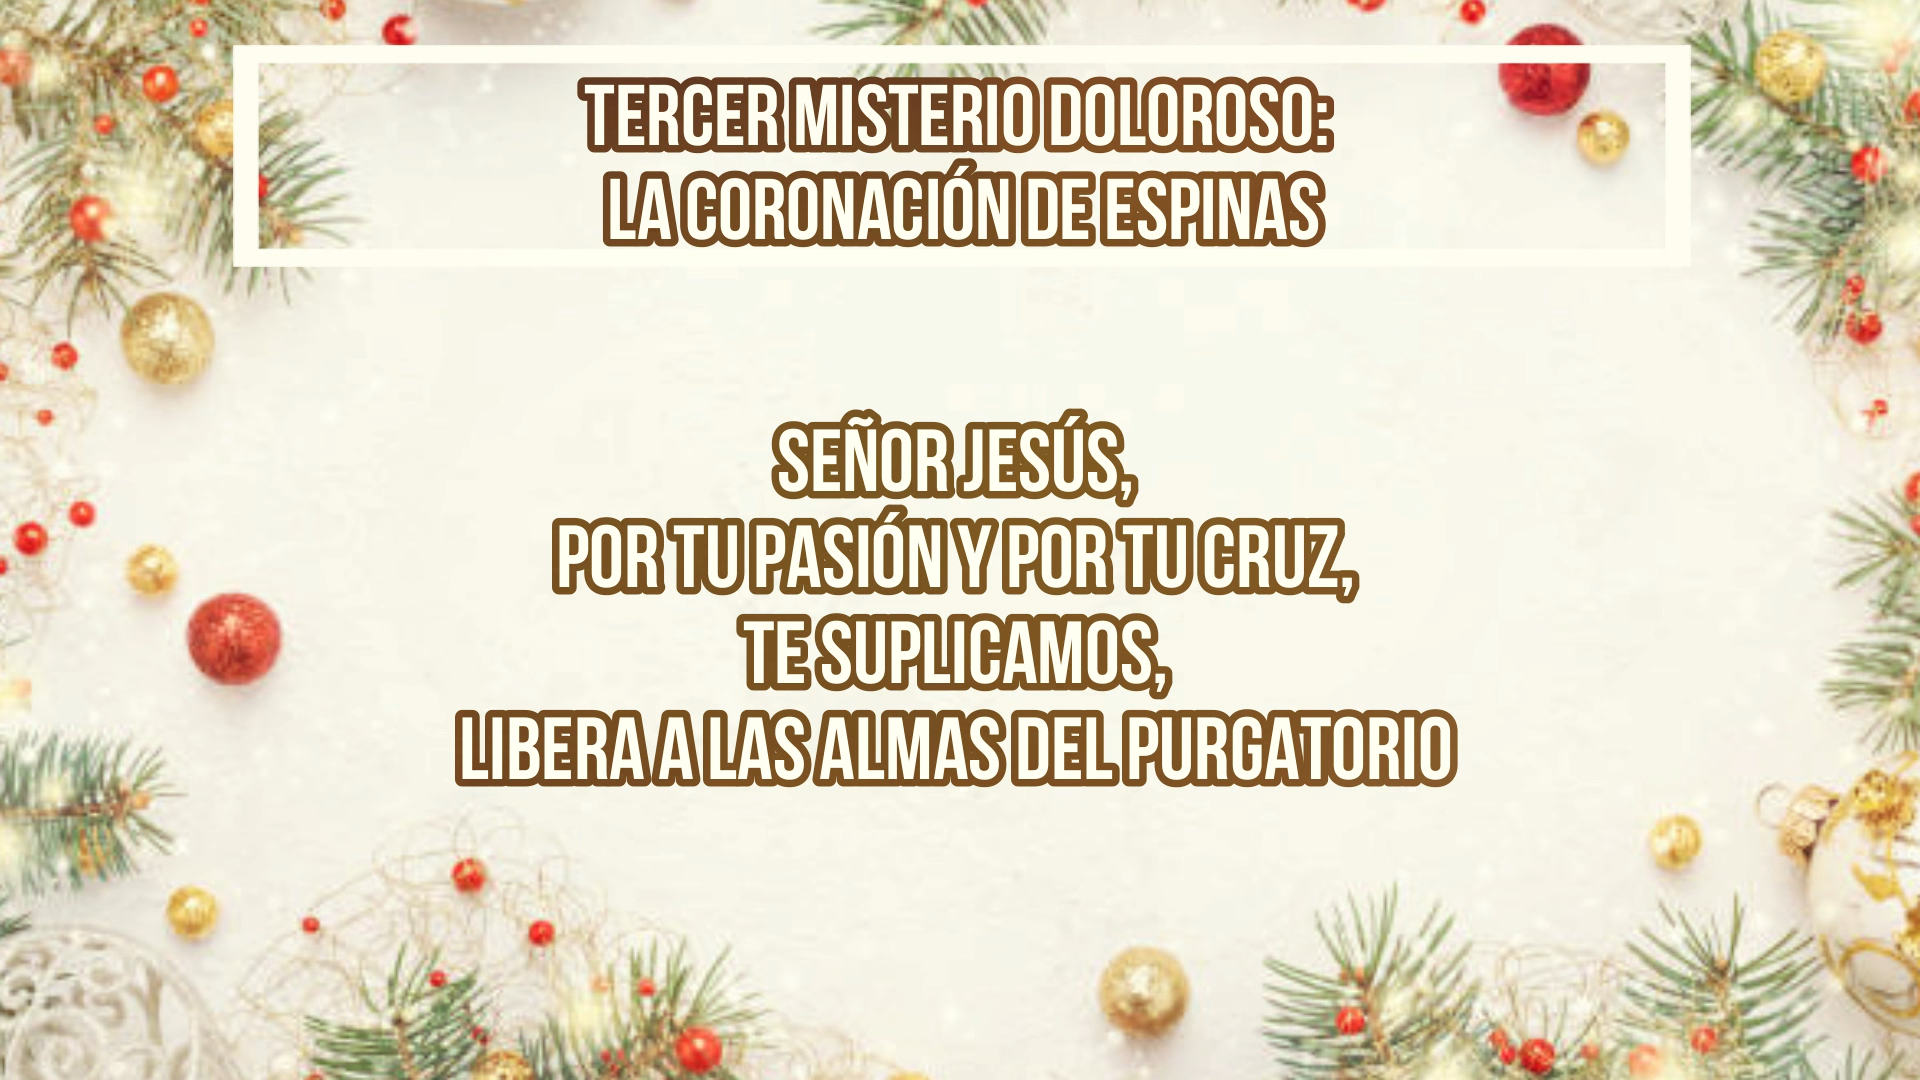 TERCER MISTERIO DOLOROSO:
LA CORONACIÓN DE ESPINAS
SEÑOR JESÚS,
POR TU PASIÓN Y POR TU CRUZ,
TE SUPLICAMOS,
LIBERA A LAS ALMAS DEL PURGATORIO